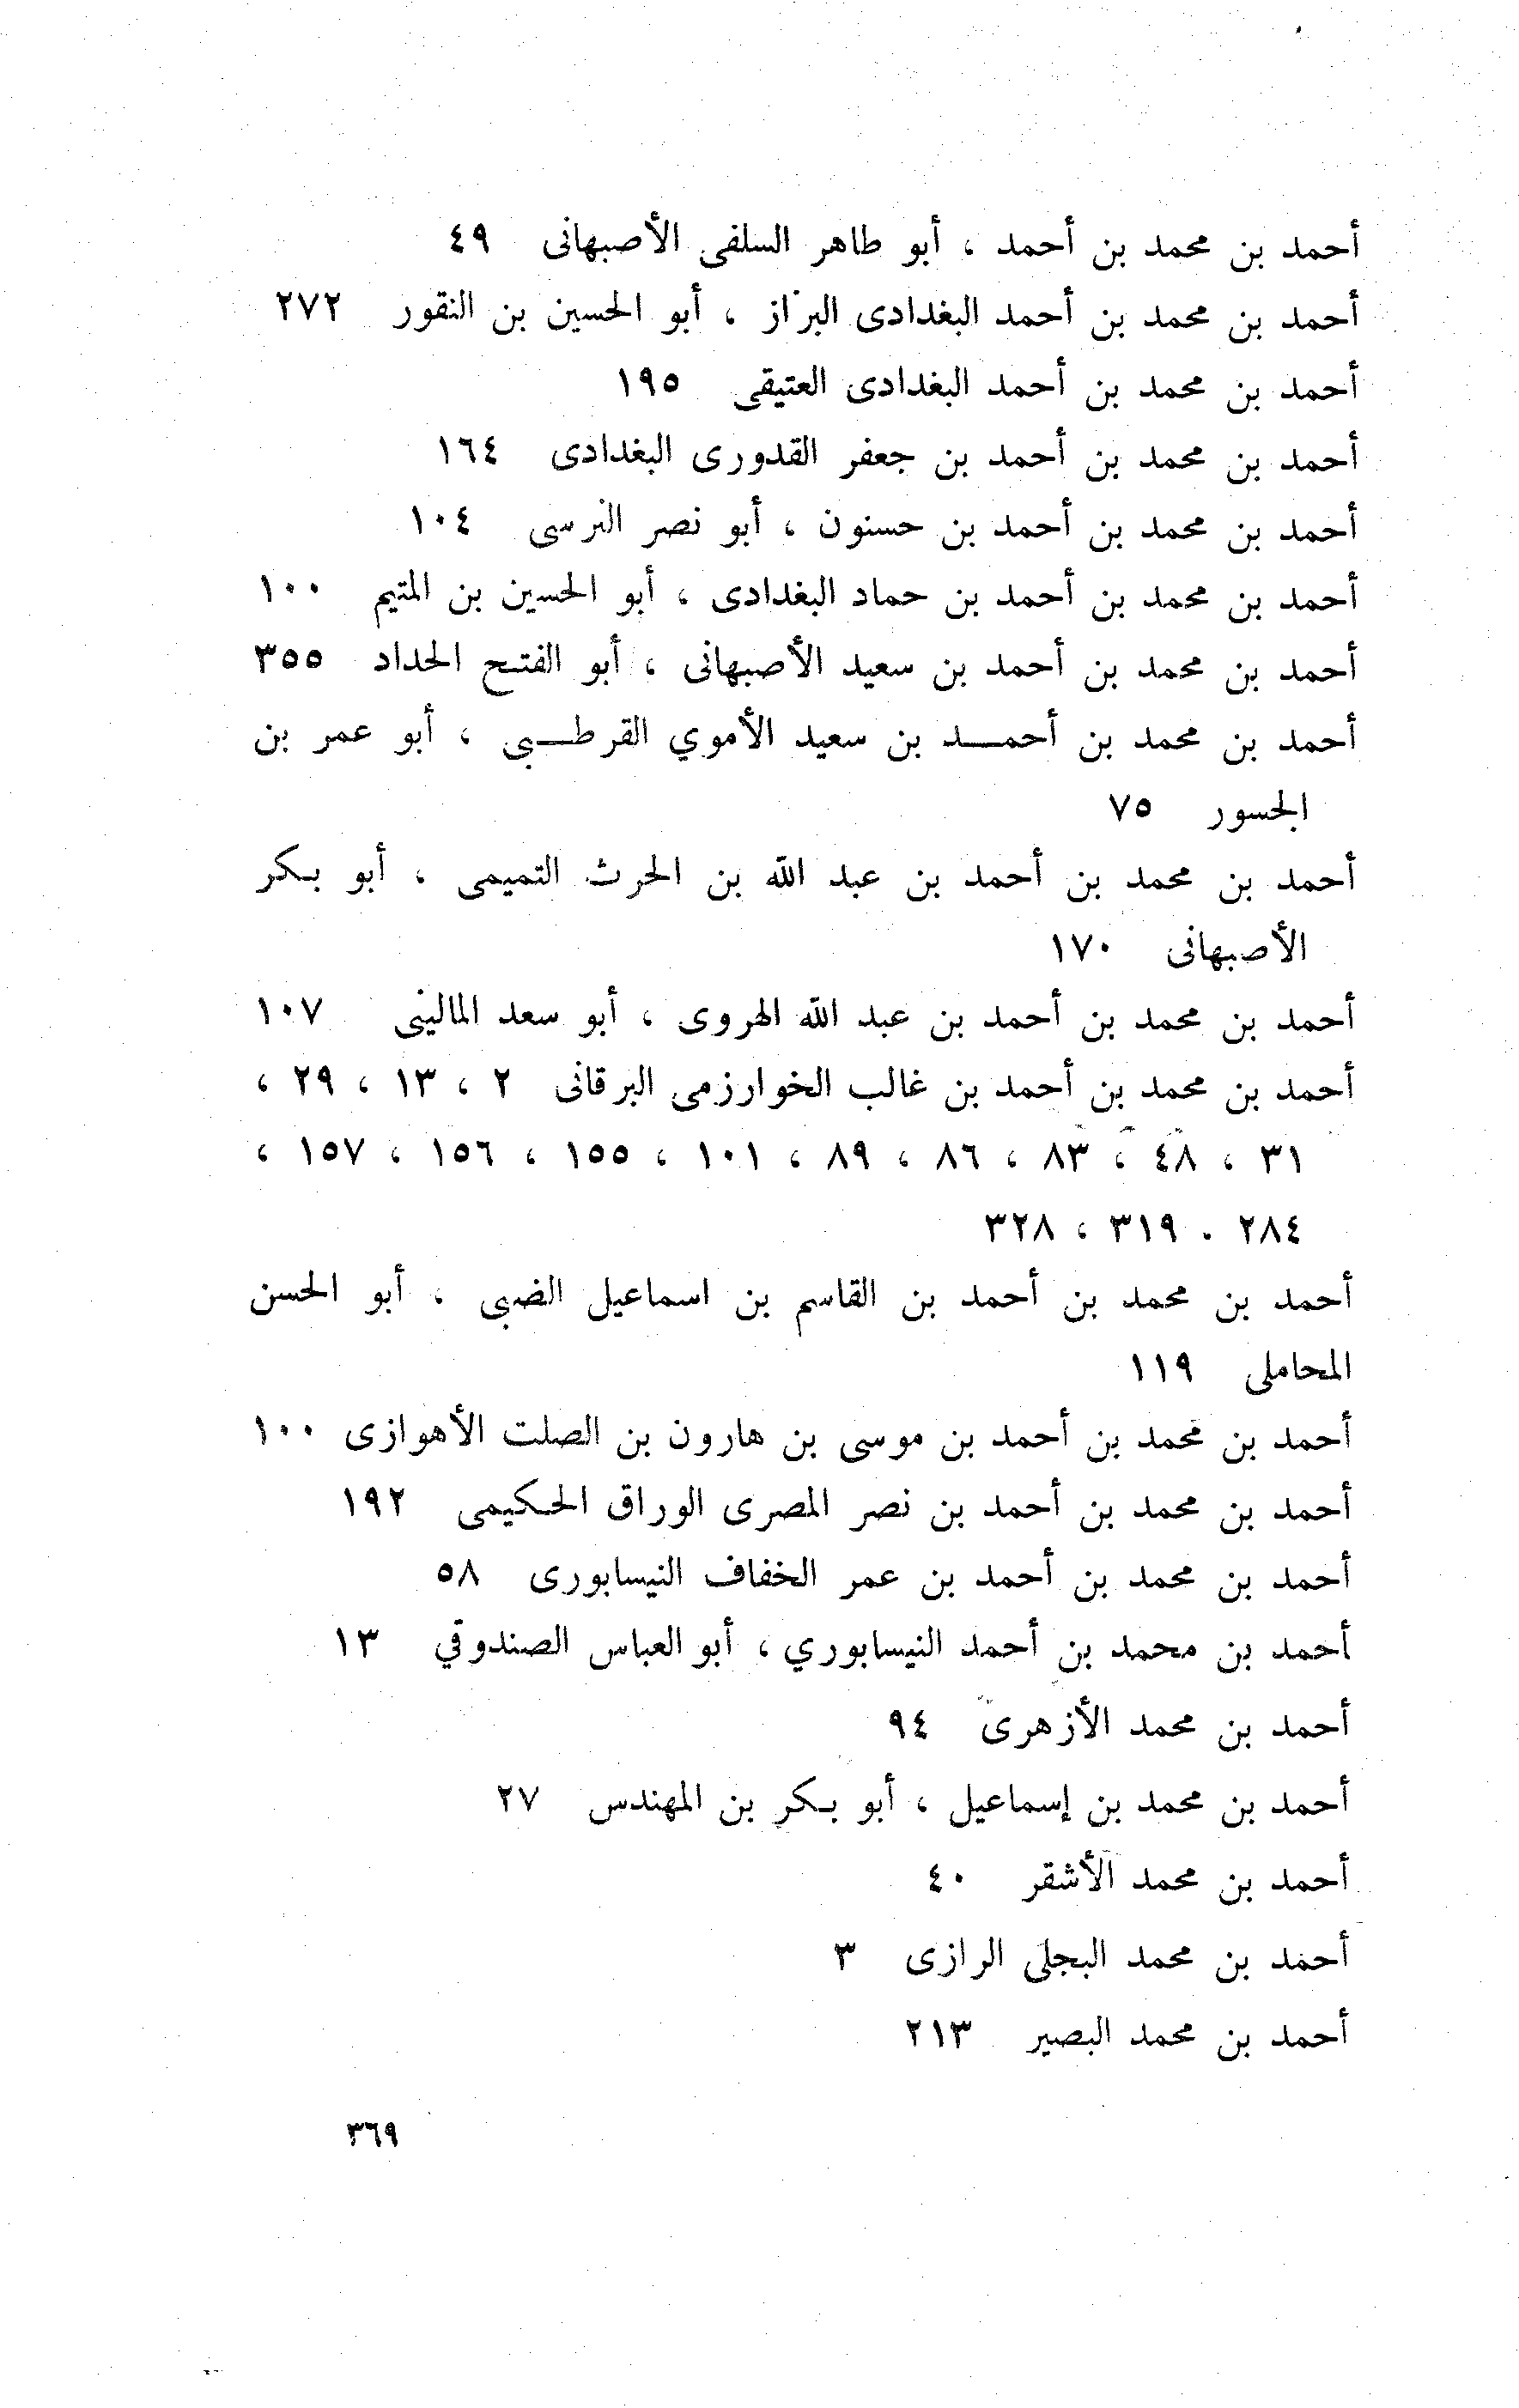 أحمد بن محمد بن أحمد ، أبو طاهر السلفى الأصبهانى ٤٩
أحمد بن محمد بن أحمد البغدادى البزاز ، أبو الحسين بن النقور ٢٧٢
أحمد بن محمد بن أحمد البغدادى العتيقى ١٩٥
أحمد بن محمد بن أحمد بن جعفر القدورى البغدادى ١٦٤
أحمد بن محمد بن أحمد بن حسنون ، أبو نصر النرسى ١٠٤
أحمد بن محمد بن أحمد بن حماد البغدادى ، أبو الحسين بن المتيم ١٠٠
أحمد بن محمد بن أحمد بن سعيد الأصبهانى ، أبو الفتح الحداد ٣٥٥
أحمد بن محمد بن أحمـــد بن سعيد الأموي القرطـــبى ، أبو عمر بن
الجسور ٧٥
أحمد بن محمد بن أحمد بن عبد الله بن الحرث التميمى ، أبو بكر
الأصبهانى ١٧٠
أحمد بن محمد بن أحمد بن عبد الله الهروى ، أبو سعد المالينى ١٠٧
أحمد بن محمد بن أحمد بن غالب الخوارزمى البرقانى ٢ ، ١٣ ، ٢٩ ،
٣١ ، ٤٨ ، ٨٣ ، ٨٦ ، ٨٩ ، ١٠١ ، ١٥٥ ، ١٥٦ ، ١٥٧ ،
٢٨٤ . ٣١٩ ، ٣٢٨
أحمد بن محمد بن أحمد بن القاسم بن اسماعيل الضبى ، أبو الحسن
المحاملى ١١٩
أحمد بن محمد بن أحمد بن موسى بن هارون بن الصلت الأهوازى ١٠٠
أحمد بن محمد بن أحمد بن نصر المصرى الوراق الحكيمى ١٩٢
أحمد بن محمد بن أحمد بن عمر الخفاف النيسابورى ٥٨
أحمد بن محمد بن أحمد النيسابوري ، أبو العباس الصندوقي ١٣
أحمد بن محمد الأزهرى ٩٤
أحمد بن محمد بن إسماعيل ، أبو بكر بن المهندس ٢٧
أحمد بن محمد الأشقر ٤٠
أحمد بن محمد البجلى الرازى ٣
أحمد بن محمد البصير ٢١٣
٣٦٩